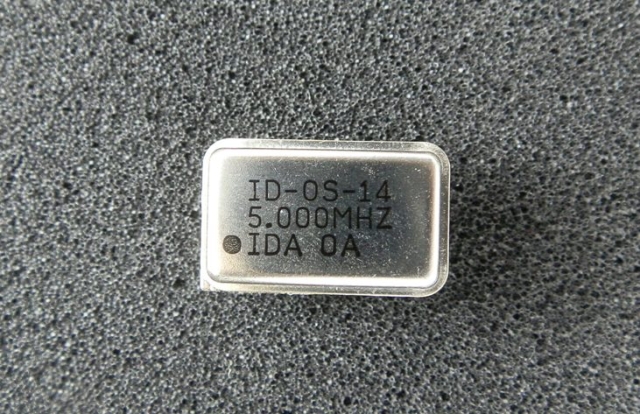 ID-OS-14
5.000MHZ
IDA 0A